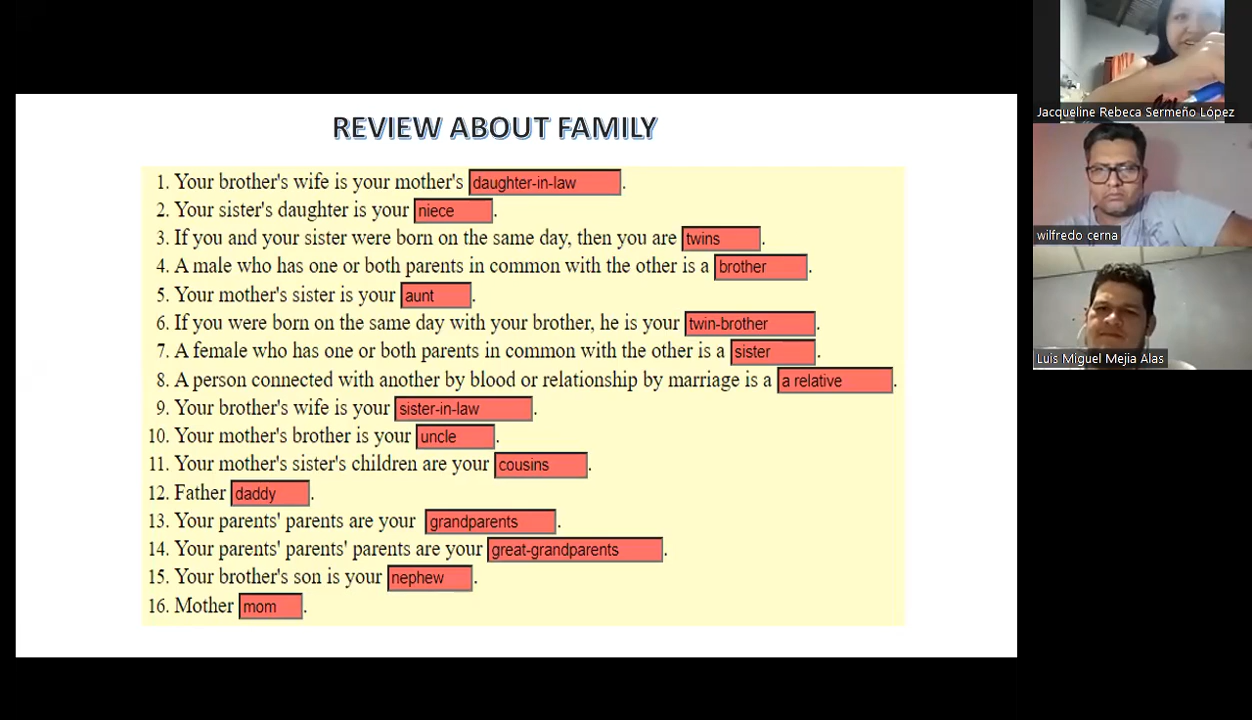 REVIEW ABOUT FAMILY
1. Your brother's wife is your mother's daughter-in-law.
2. Your sister's daughter is your niece.
3. If you and your sister were born on the same day, then you are twins.
4. A male who has one or both parents in common with the other is a brother.
5. Your mother's sister is your aunt.
6. If you were born on the same day with your brother, he is your twin-brother.
7. A female who has one or both parents in common with the other is a sister.
8. A person connected with another by blood or relationship by marriage is a a relative.
9. Your brother's wife is your sister-in-law.
10. Your mother's brother is your uncle.
11. Your mother's sister's children are your cousins.
12. Father daddy.
13. Your parents' parents are your grandparents.
14. Your parents' parents' parents are your great-grandparents.
15. Your brother's son is your nephew.
16. Mother mom.
Jacqueline Rebeca Sermeño López
wilfredo cerna
Luis Miguel Mejia Alas